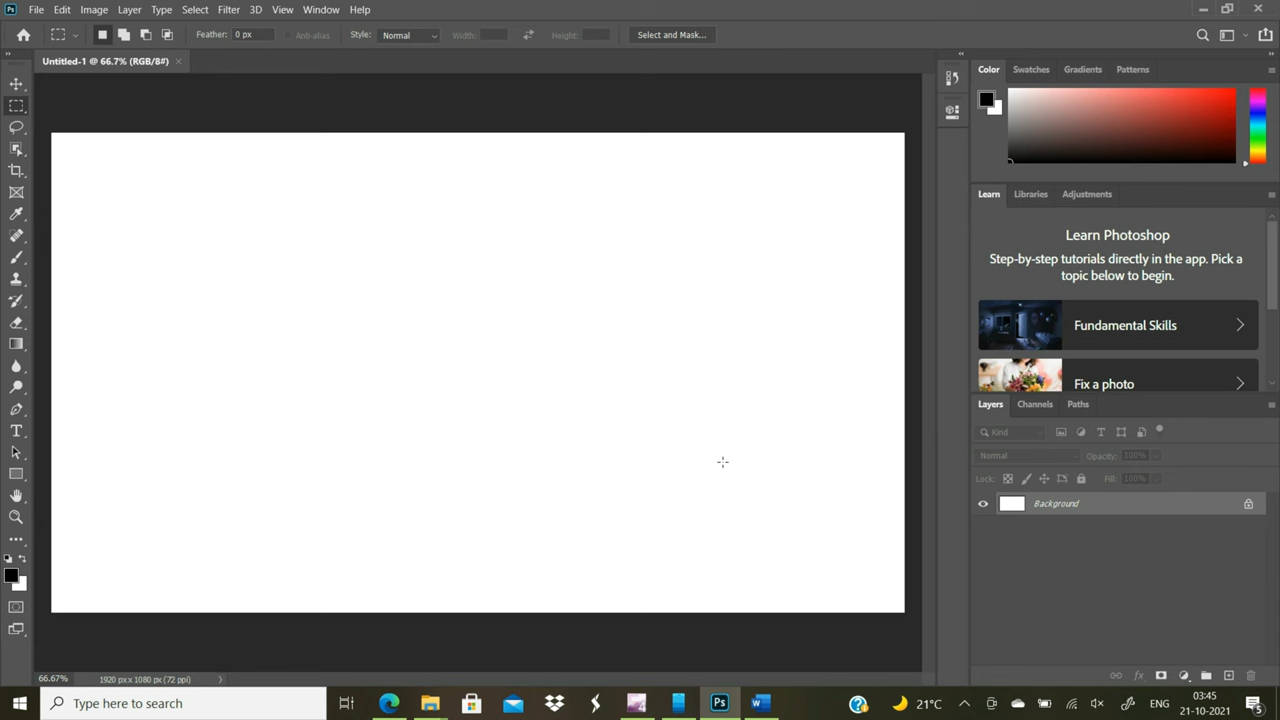 Ps File Edit Image Layer Type Select Filter 3D View Window Help
Feather: 0 px Anti-alias Style: Normal Width: Height: Select and Mask...
Untitled-1 @ 66.7% (RGB/8#) ×
Color Swatches Gradients Patterns
Learn Libraries Adjustments
Learn Photoshop
Step-by-step tutorials directly in the app. Pick a
topic below to begin.
Fundamental Skills
Fix a photo
Layers Channels Paths
Kind
Normal Opacity: 100%
Lock: Fill: 100%
Background
66.67% 1920 px x 1080 px (72 ppi)
Type here to search Ps W 21°C ENG 03:45
21-10-2021 5